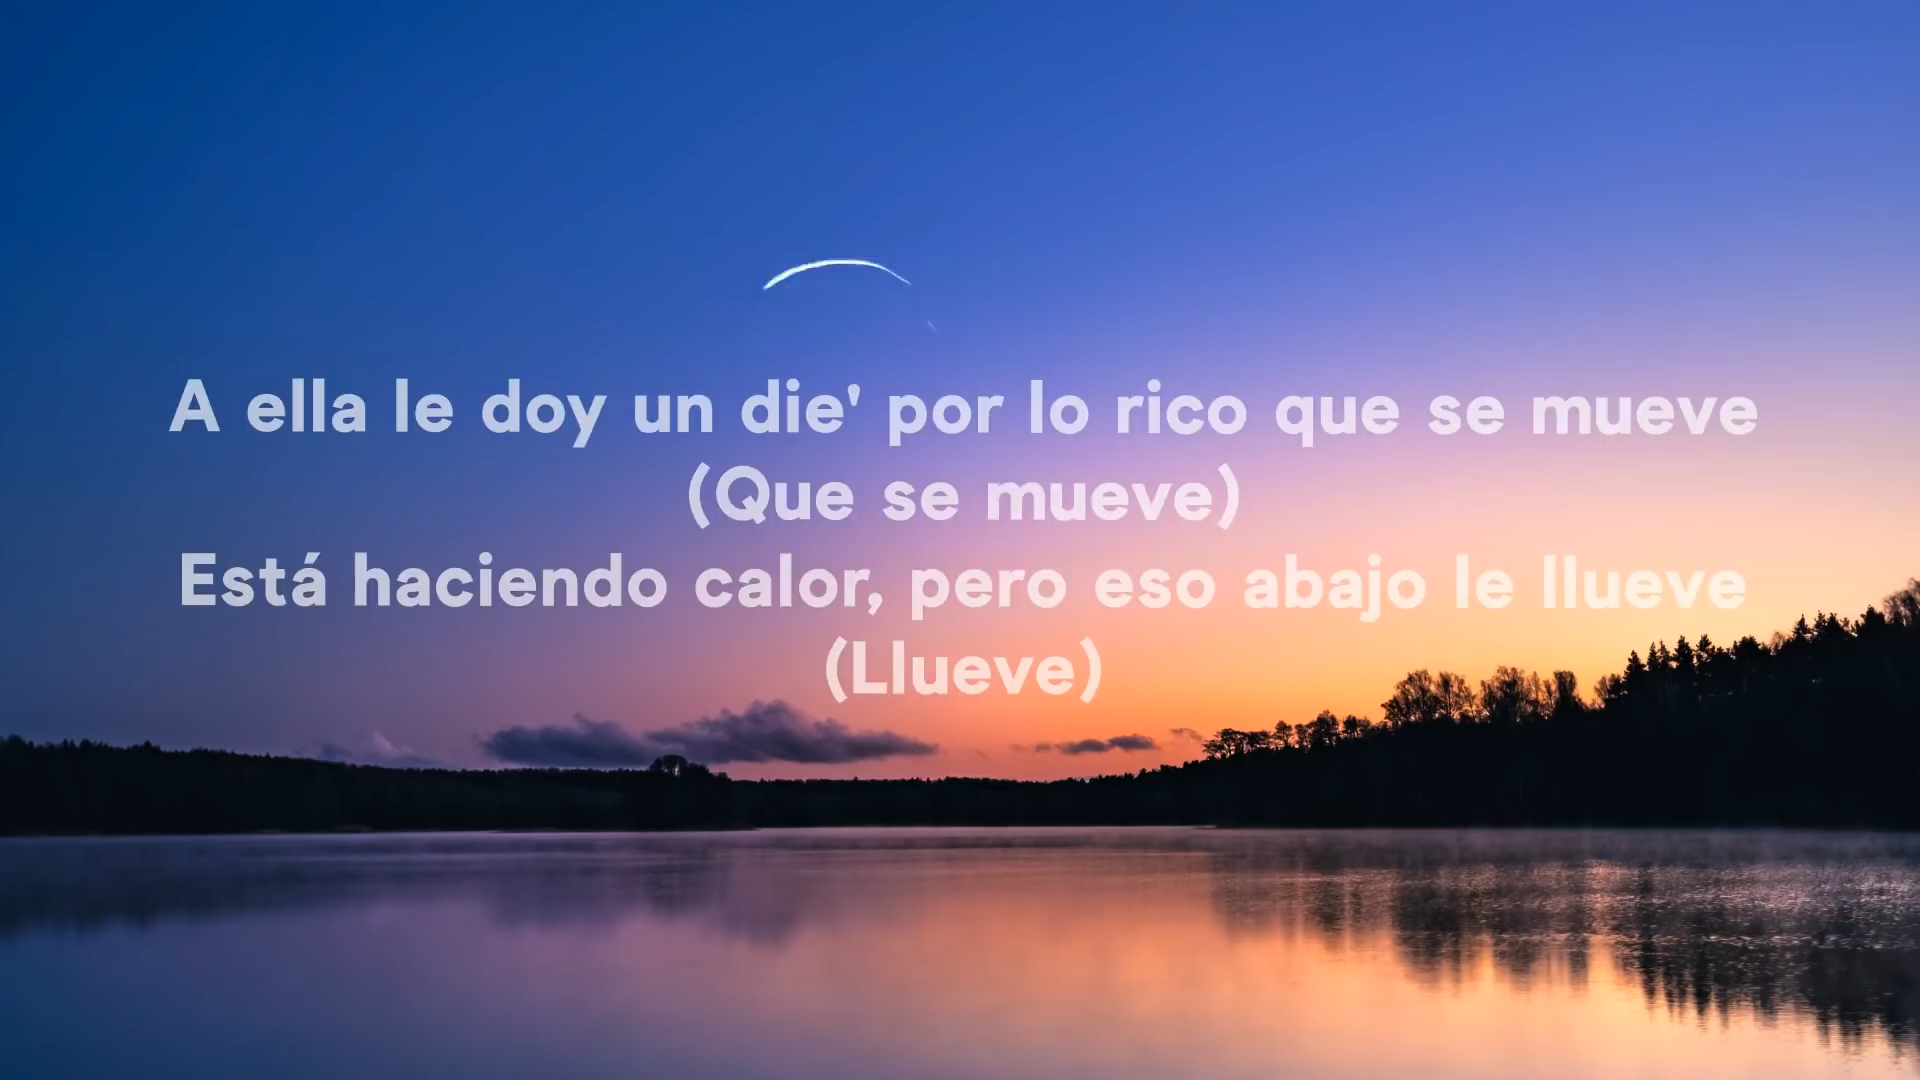 A ella le doy un die' por lo rico que se mueve
(Que se mueve)
Está haciendo calor, pero eso abajo le llueve
(Llueve)